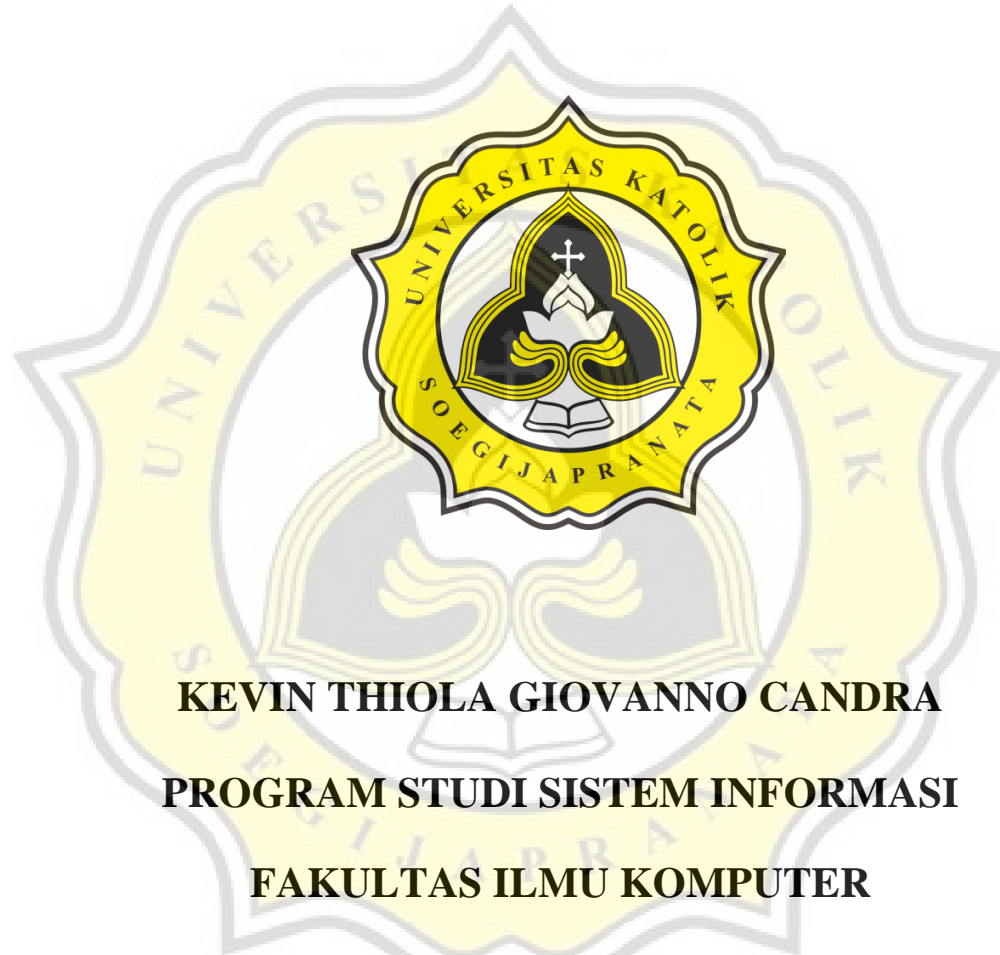 UNIVERSITAS KATOLIK
SOEGIJAPRANATA
KEVIN THIOLA GIOVANNO CANDRA
PROGRAM STUDI SISTEM INFORMASI
FAKULTAS ILMU KOMPUTER